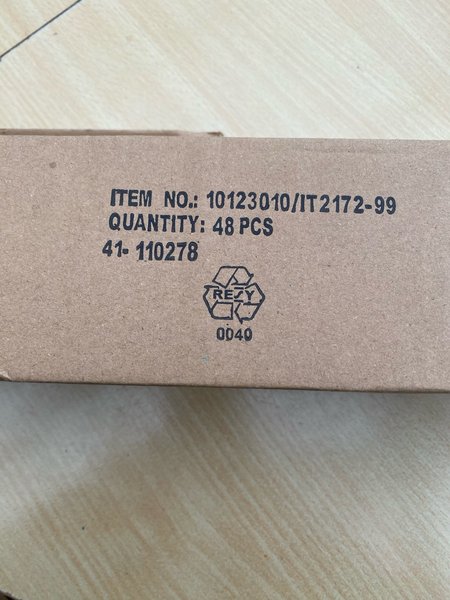 ITEM NO.: 10123010/IT2172-99
QUANTITY: 48 PCS
41- 110278
RESY
0040